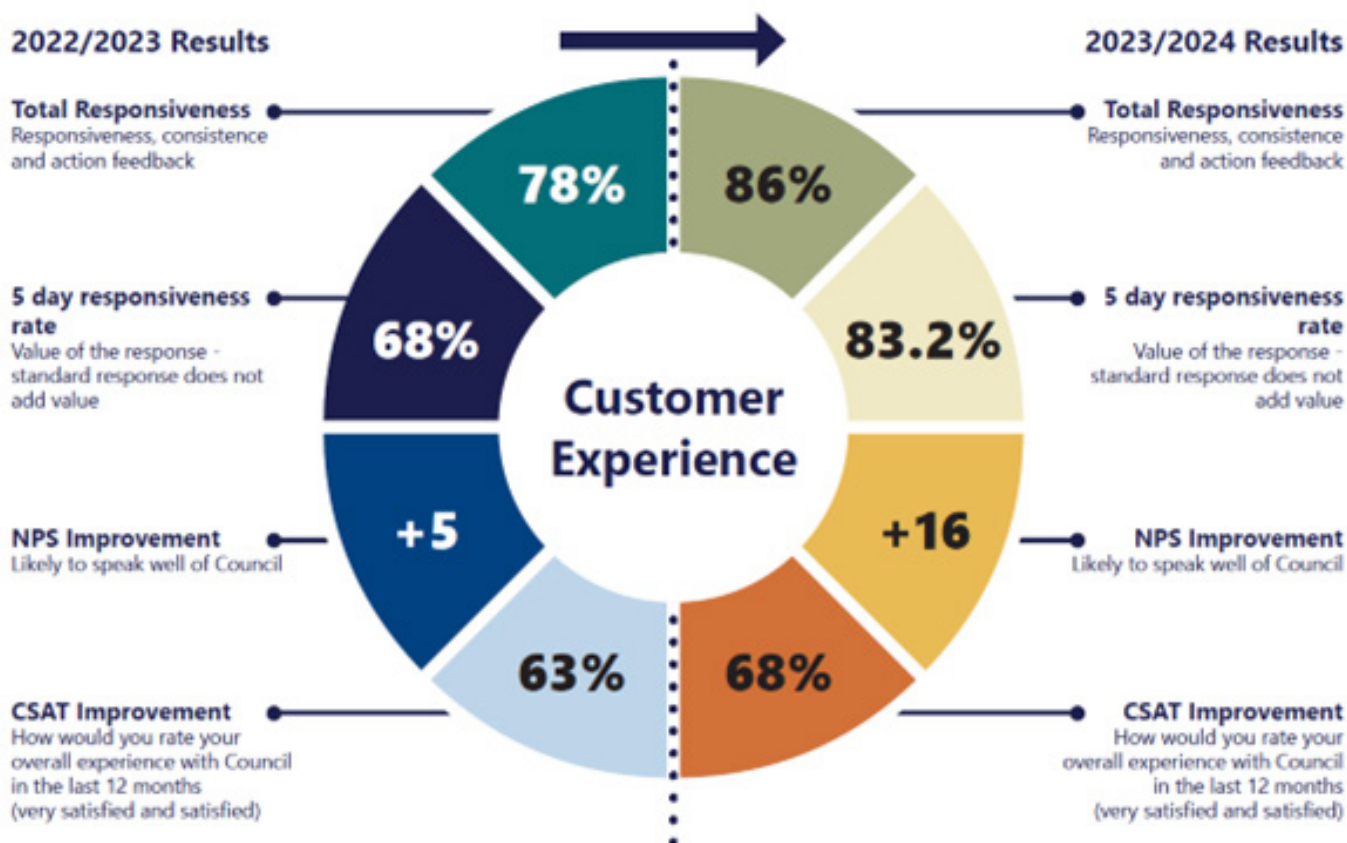 2022/2023 Results
Total Responsiveness
Responsiveness, consistence
and action feedback
78%
5 day responsiveness
rate
Value of the response -
standard response does not
add value
68%
NPS Improvement
Likely to speak well of Council
+5
CSAT Improvement
How would you rate your
overall experience with Council
in the last 12 months
(very satisfied and satisfied)
63%
Customer
Experience
2023/2024 Results
Total Responsiveness
Responsiveness, consistence
and action feedback
86%
5 day responsiveness
rate
Value of the response -
standard response does not
add value
83.2%
NPS Improvement
Likely to speak well of Council
+16
CSAT Improvement
How would you rate your
overall experience with Council
in the last 12 months
(very satisfied and satisfied)
68%